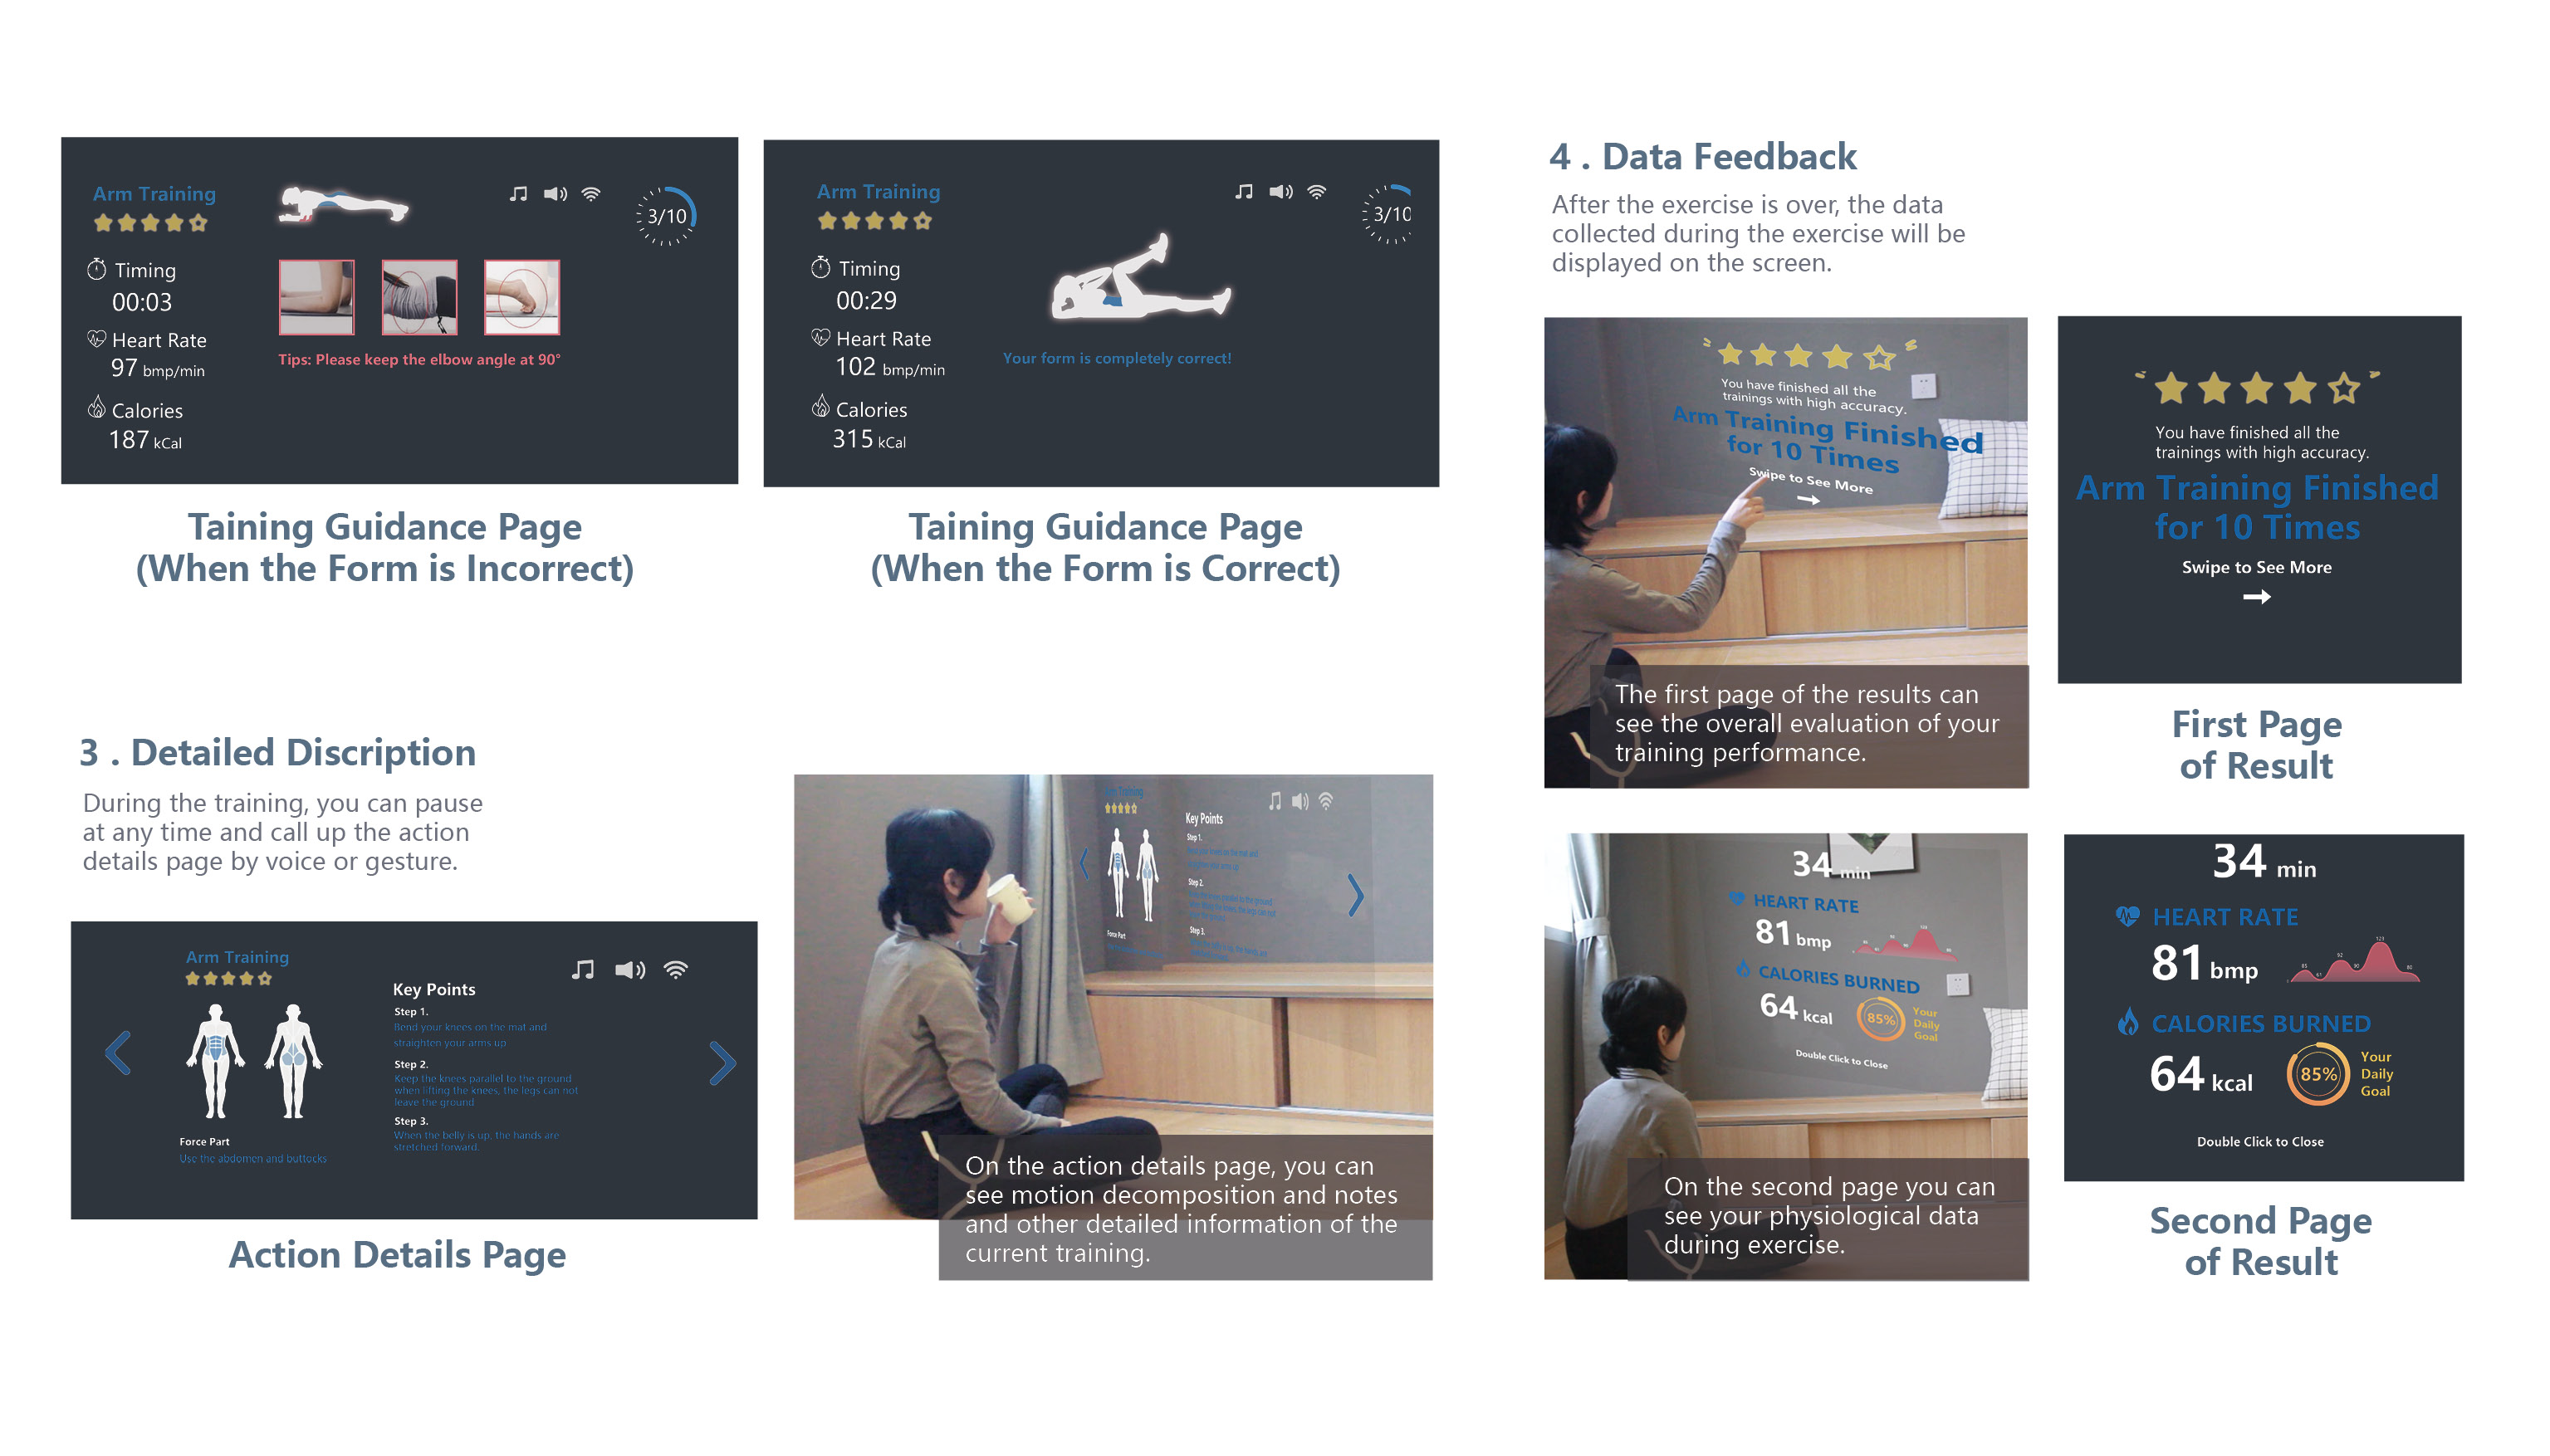 Arm Training
3/10
Timing
00:03
Heart Rate
97 bmp/min
Calories
187 kCal
Tips: Please keep the elbow angle at 90°
Taining Guidance Page
(When the Form is Incorrect)
Arm Training
3/10
Timing
00:29
Heart Rate
102 bmp/min
Calories
315 kCal
Your form is completely correct!
Taining Guidance Page
(When the Form is Correct)
3 . Detailed Discription
During the training, you can pause
at any time and call up the action
details page by voice or gesture.
Arm Training
Force Part
Use the abdomen and buttocks
Key Points
Step 1.
Bend your knees on the mat and
straighten your arms up
Step 2.
Keep the knees parallel to the ground
when lifting the knees, the legs can not
leave the ground
Step 3.
When the belly is up, the hands are
stretched forward.
Action Details Page
Arm Training
Key Points
Step 1.
Step 2.
Step 3.
Force Part
On the action details page, you can
see motion decomposition and notes
and other detailed information of the
current training.
4 . Data Feedback
After the exercise is over, the data
collected during the exercise will be
displayed on the screen.
You have finished all the
trainings with high accuracy.
Arm Training Finished
for 10 Times
Swipe to See More
The first page of the results can
see the overall evaluation of your
training performance.
You have finished all the
trainings with high accuracy.
Arm Training Finished
for 10 Times
Swipe to See More
First Page
of Result
34 min
HEART RATE
81 bmp
CALORIES BURNED
64 kcal
85%
Your
Daily
Goal
Double Click to Close
On the second page you can
see your physiological data
during exercise.
34 min
HEART RATE
81 bmp
CALORIES BURNED
64 kcal
85%
Your
Daily
Goal
Double Click to Close
Second Page
of Result